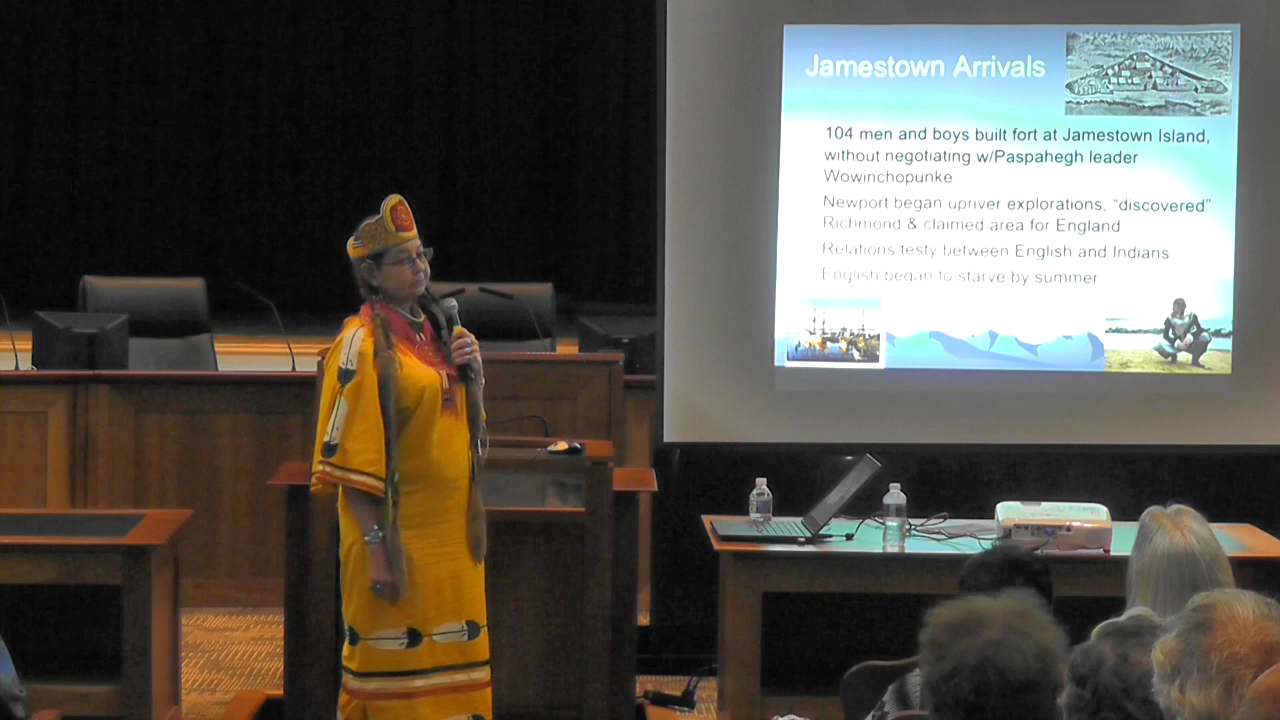 Jamestown Arrivals
104 men and boys built fort at Jamestown Island,
without negotiating w/Paspahegh leader
Wowinchopunke
Newport began upriver explorations, "discovered"
Richmond & claimed area for England
Relations testy between English and Indians
English began to starve by summer